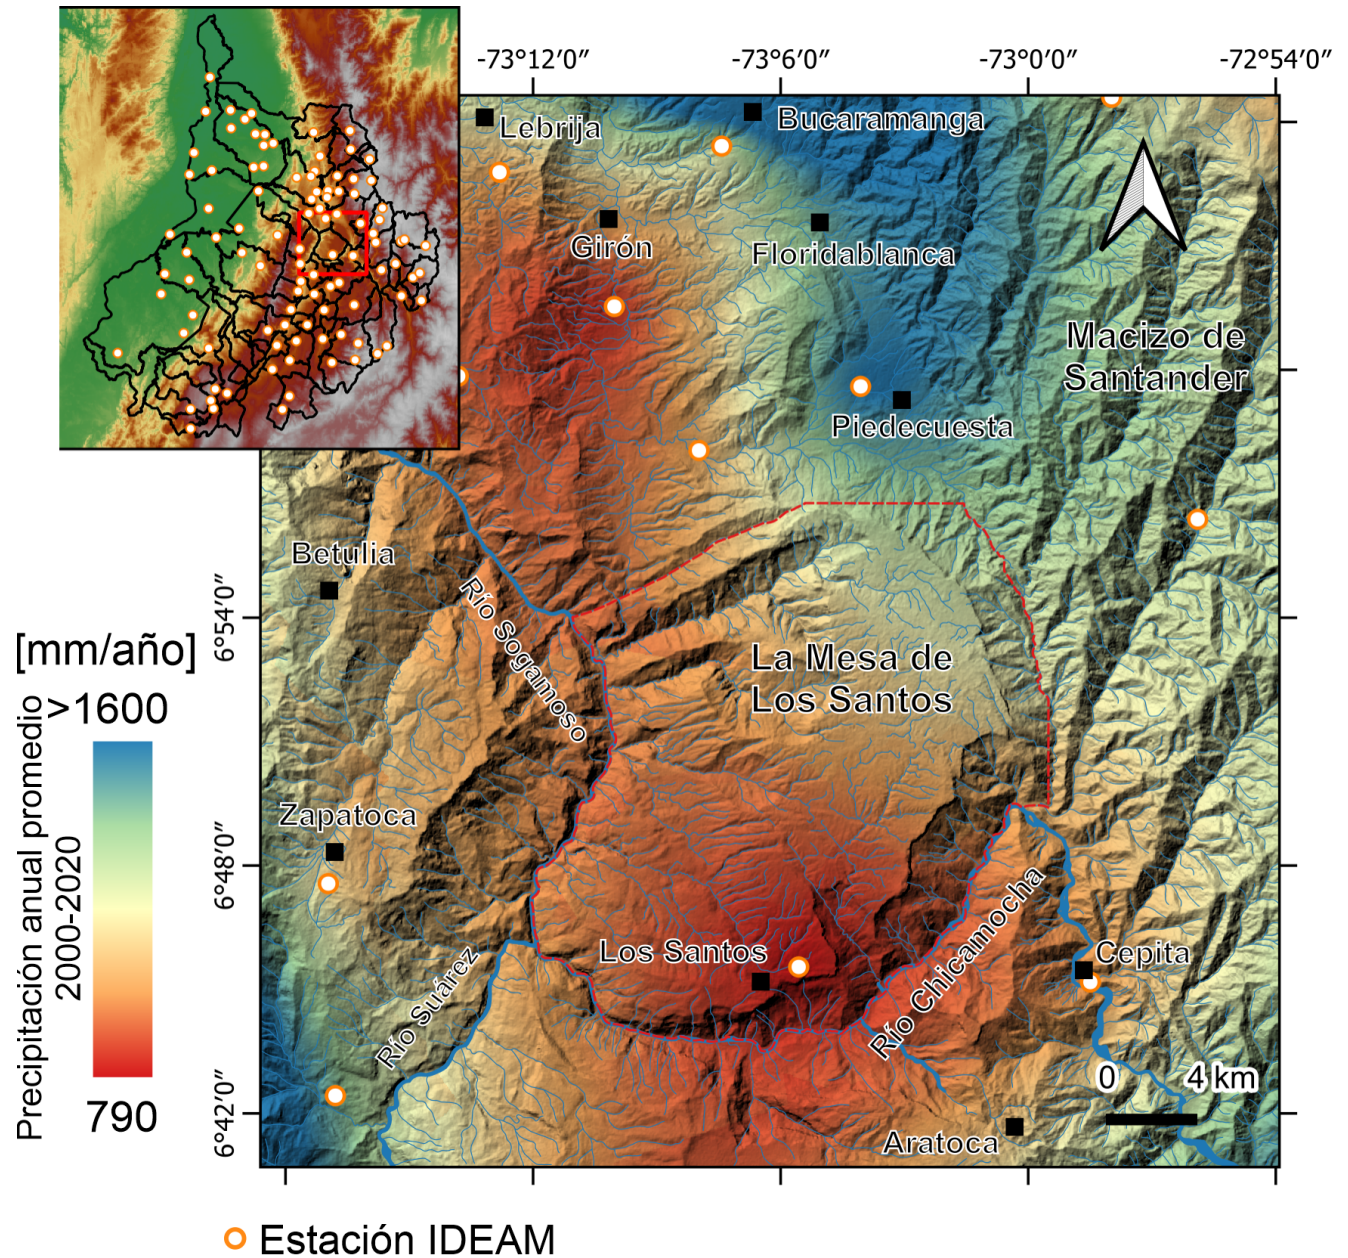 -73°12′0″
-73°6′0″
-73°0′0″
-72°54′0″
Lebrija
Bucaramanga
Girón
Floridablanca
Macizo de
Santander
Piedecuesta
Betulia
6°54′0″
Río Sogamoso
La Mesa de
Los Santos
[mm/año]
>1600
Precipitación anual promedio
2000-2020
790
Zapatoca
6°48′0″
Los Santos
Río Chicamocha
Cepita
Río Suárez
0
4 km
6°42′0″
Aratoca
Estación IDEAM